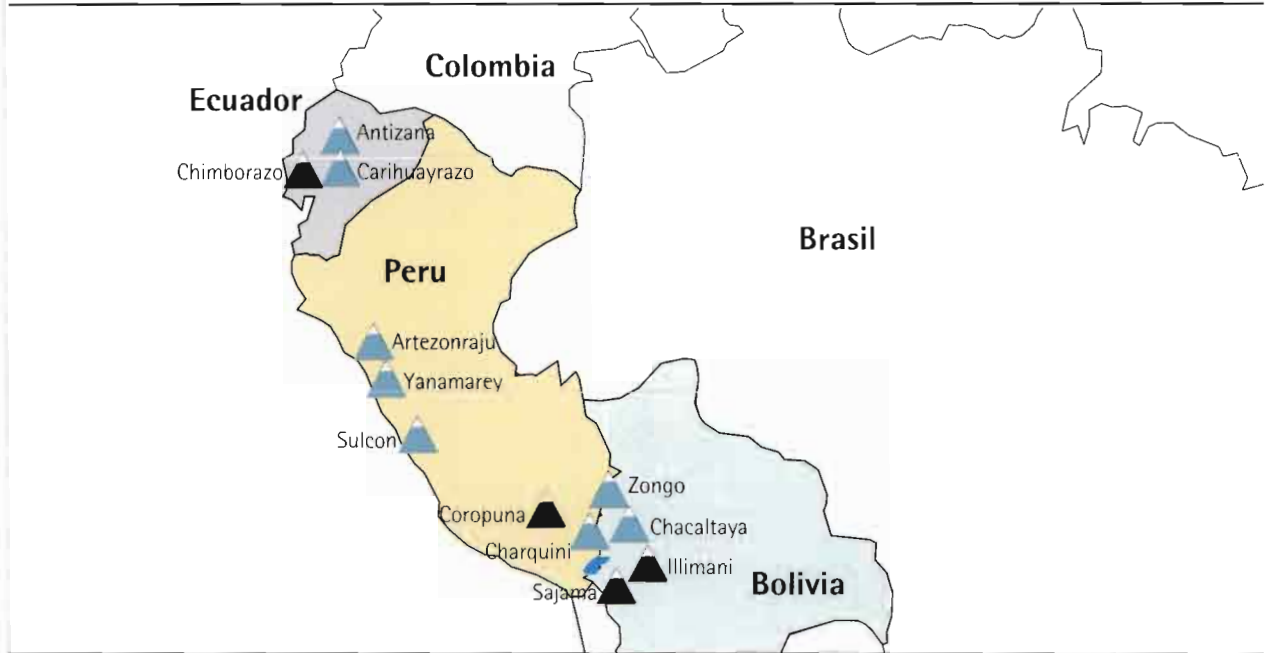 Colombia
Ecuador
Antizana
Chimborazo
Carihuayrazo
Brasil
Peru
Artezonraju
Yanamarey
Sulcon
Zongo
Coropuna
Chacaltaya
Charquini
Illimani
Bolivia
Sajama